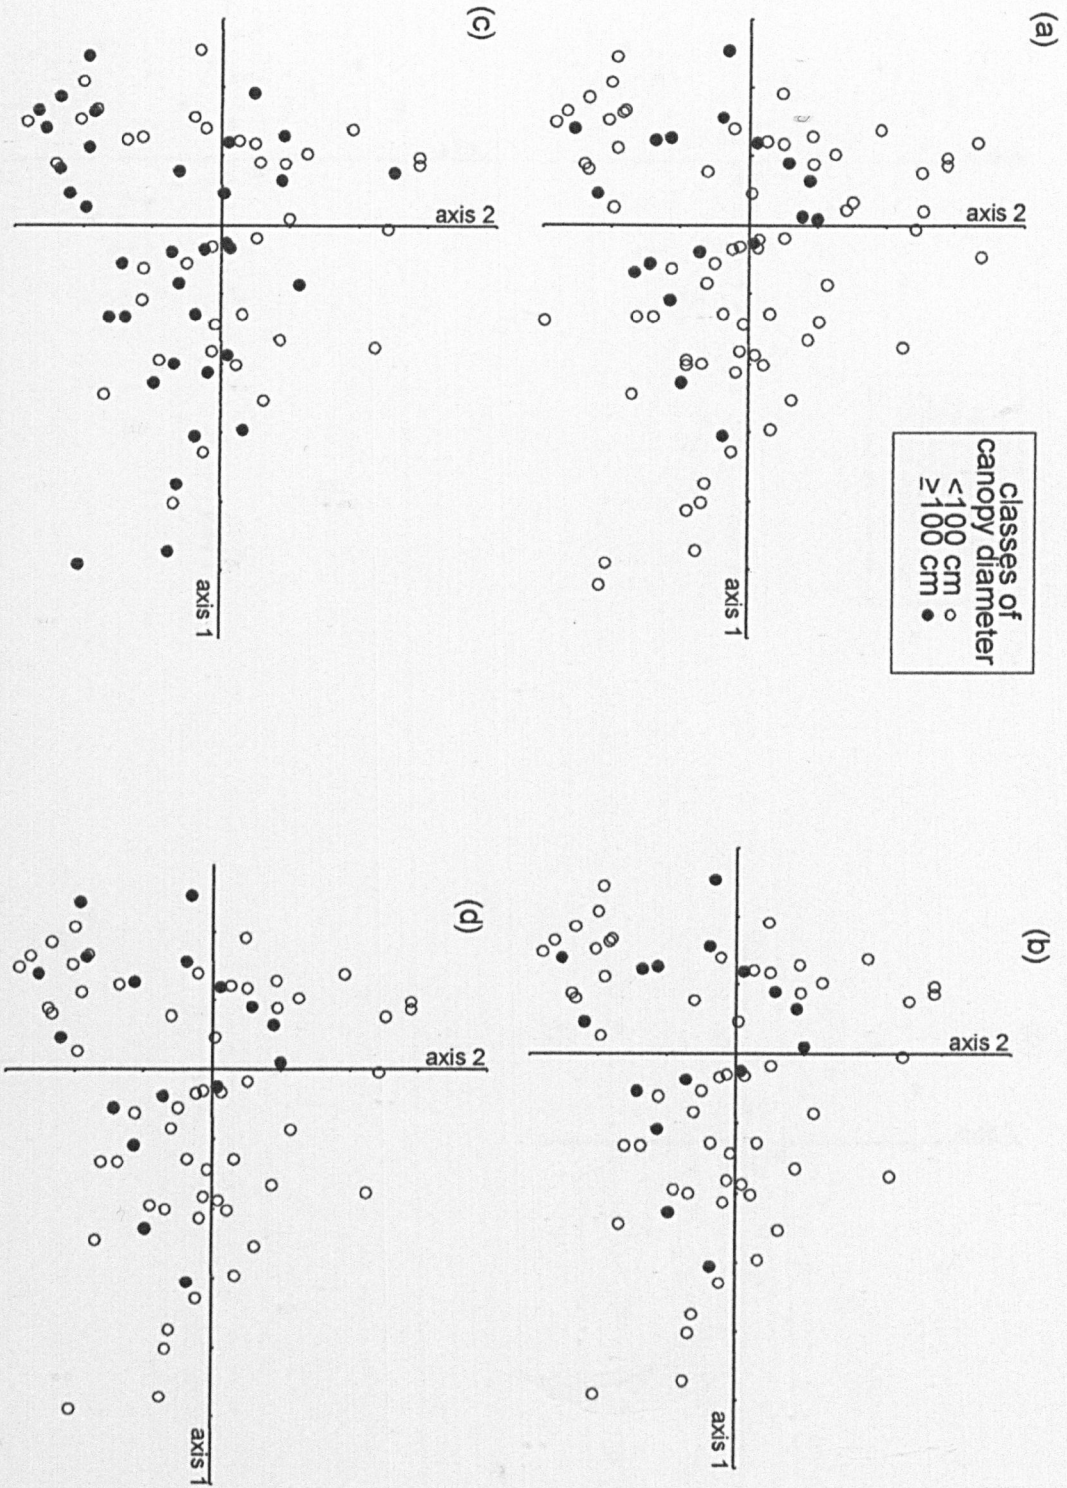 (a)
axis 2
axis 1
classes of
canopy diameter
<100 cm
≥100 cm
(b)
axis 2
axis 1
(c)
axis 2
axis 1
(d)
axis 2
axis 1